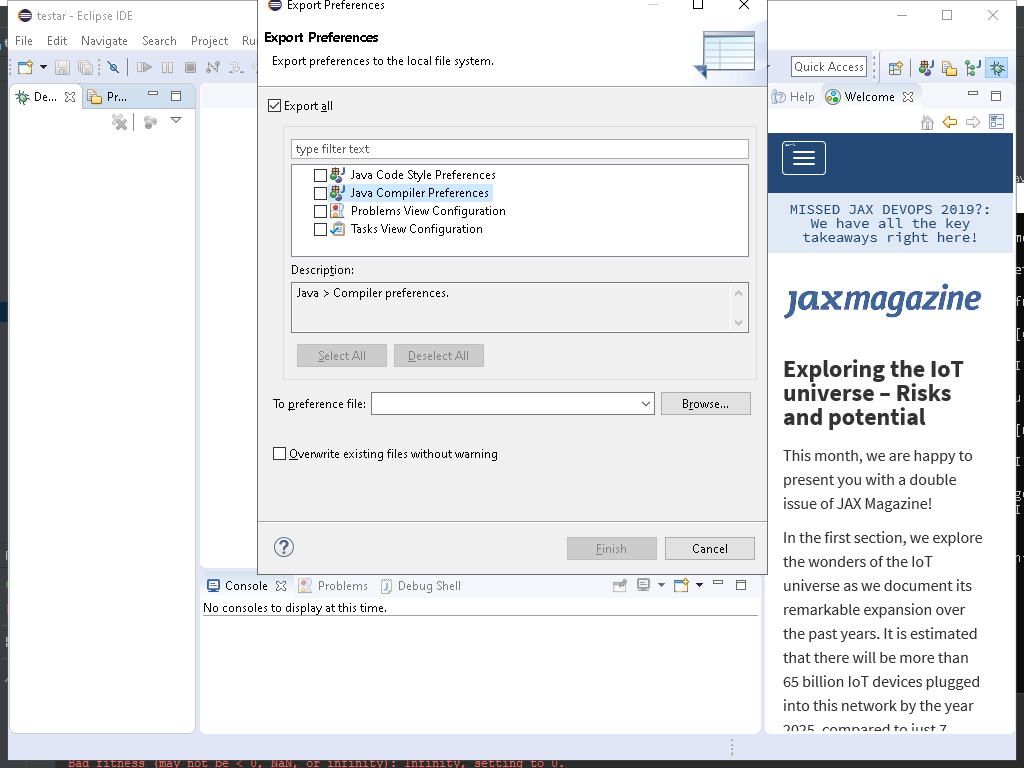 testar - Eclipse IDE
File Edit Navigate Search Project Ru
Export Preferences
Export Preferences
Export preferences to the local file system.
Quick Access
De... Pr...
Export all
type filter text
Java Code Style Preferences
Java Compiler Preferences
Problems View Configuration
Tasks View Configuration
Description:
Java > Compiler preferences.
Select All Deselect All
To preference file: Browse...
Overwrite existing files without warning
? Finish Cancel
Help Welcome
MISSED JAX DEVOPS 2019?:
We have all the key
takeaways right here!
jaxmagazine
Exploring the IoT
universe – Risks
and potential
This month, we are happy to
present you with a double
issue of JAX Magazine!
In the first section, we explore
the wonders of the IoT
universe as we document its
remarkable expansion over
the past years. It is estimated
that there will be more than
65 billion IoT devices plugged
into this network by the year
2025, compared to just 7
Console Problems Debug Shell
No consoles to display at this time.
Bad fitness (may not be < 0, NaN, or infinity): Infinity, setting to 0.